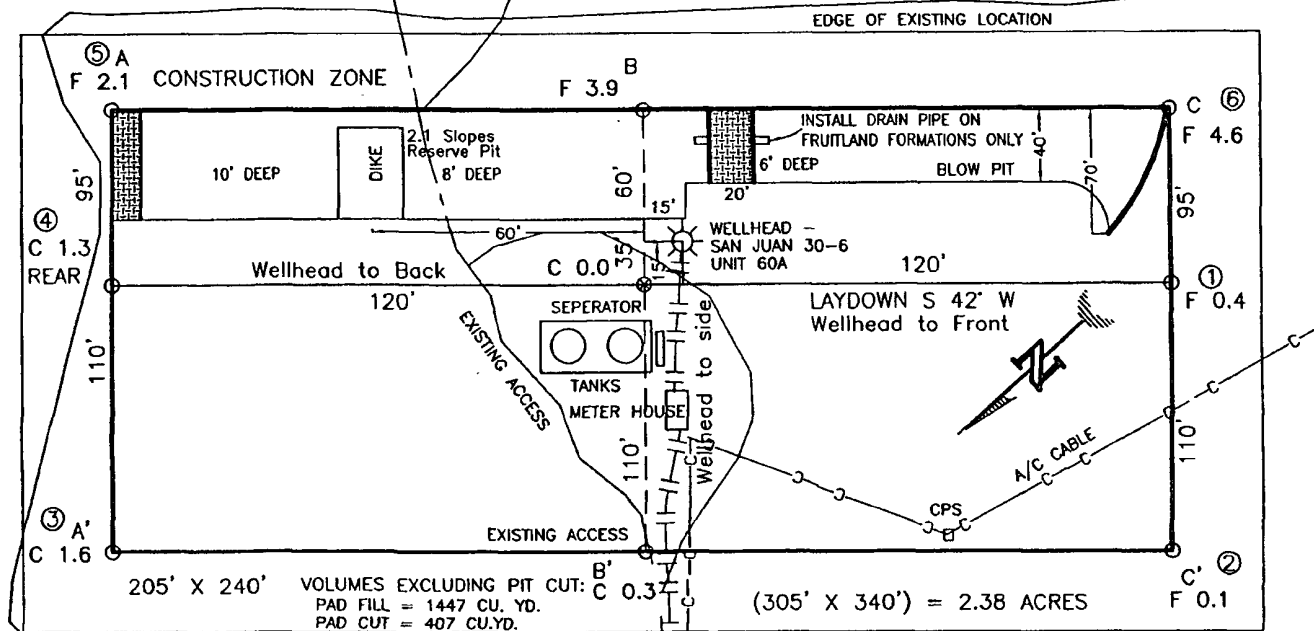 EDGE OF EXISTING LOCATION
⑤ A
F 2.1
CONSTRUCTION ZONE
B
F 3.9
C ⑥
F 4.6
INSTALL DRAIN PIPE ON
FRUITLAND FORMATIONS ONLY
2.1 Slopes
Reserve Pit
10' DEEP
DIKE
8' DEEP
6' DEEP
BLOW PIT
40'
70'
95'
60'
15'
20'
95'
④
C 1.3
REAR
60'
35'
15'
WELLHEAD -
SAN JUAN 30-6
UNIT 60A
Wellhead to Back
C 0.0
120'
120'
①
F 0.4
LAYDOWN S 42° W
Wellhead to Front
SEPERATOR
TANKS
METER HOUSE
EXISTING ACCESS
Wellhead to side
N
110'
110'
110'
A/C CABLE
C
C
C
C
C
C
C
C
C
C
C
CPS
③ A'
C 1.6
EXISTING ACCESS
B'
C 0.3
C' ②
F 0.1
205' X 240'
VOLUMES EXCLUDING PIT CUT:
PAD FILL = 1447 CU. YD.
PAD CUT = 407 CU.YD.
(305' X 340') = 2.38 ACRES